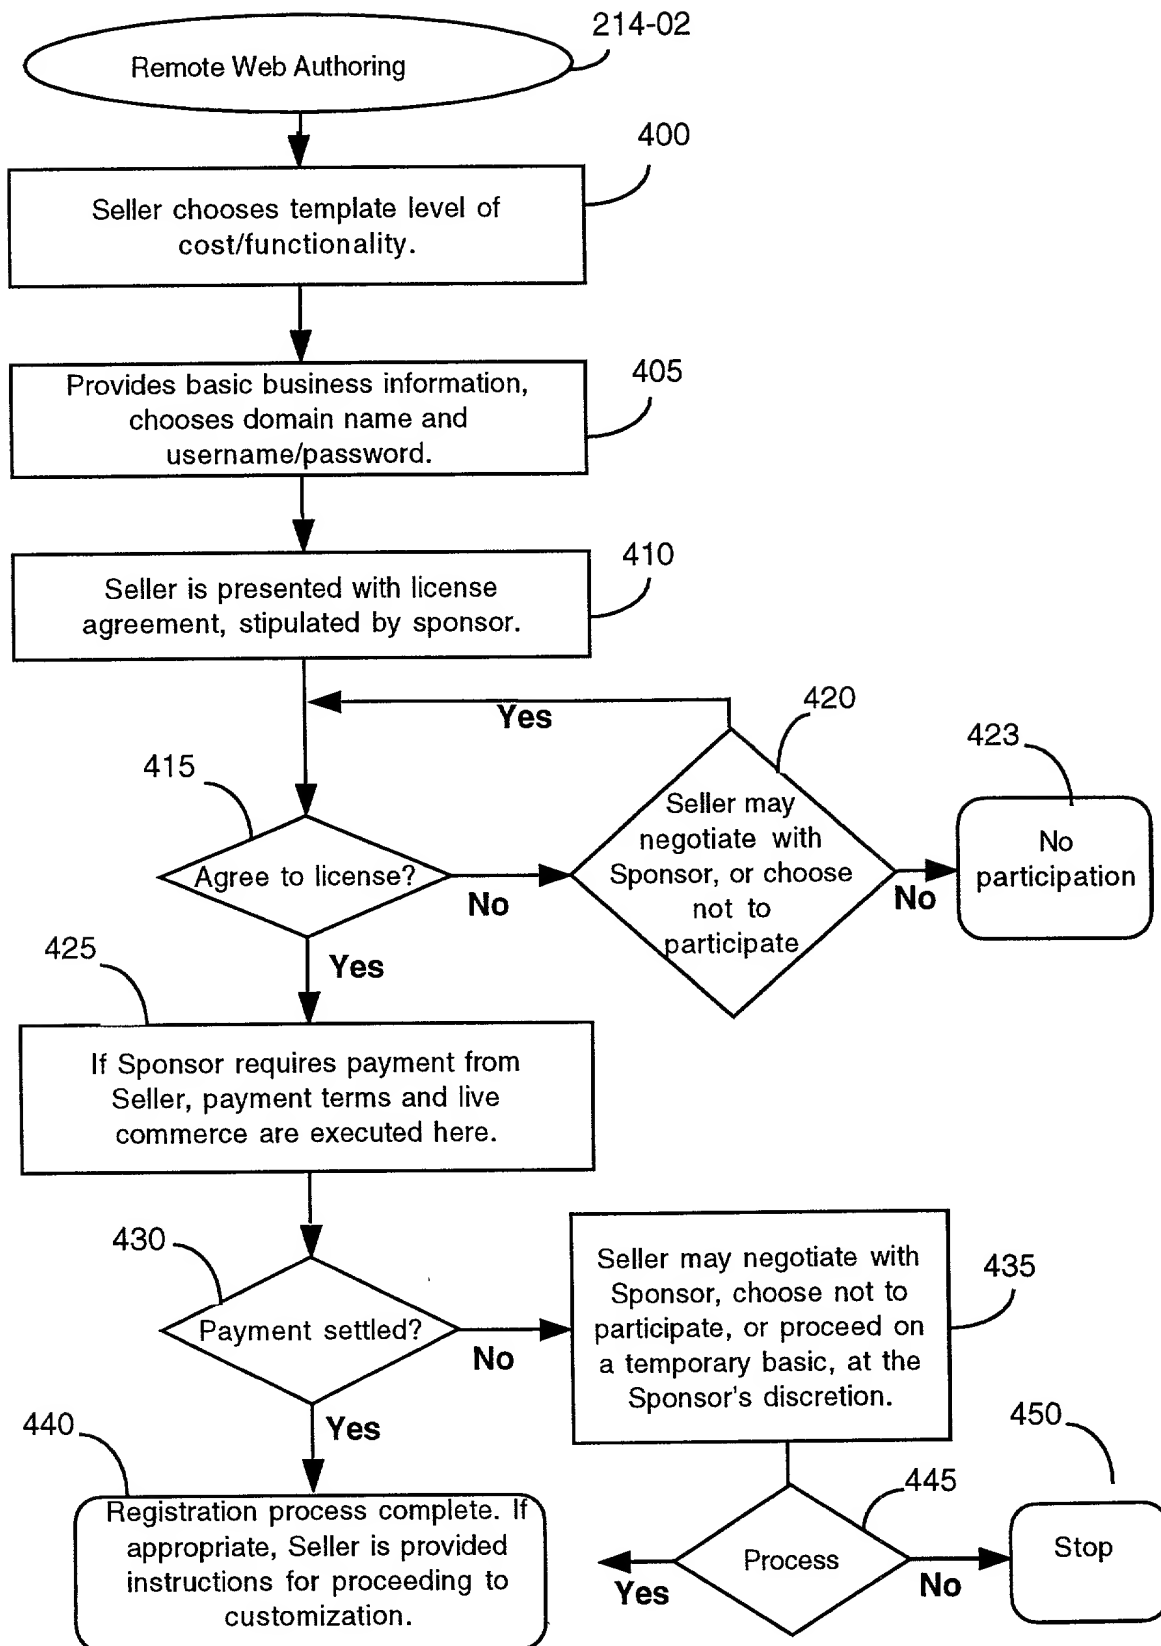 214-02
Remote Web Authoring
400
Seller chooses template level of
cost/functionality.
405
Provides basic business information,
chooses domain name and
username/password.
410
Seller is presented with license
agreement, stipulated by sponsor.
Yes
420
423
415
Agree to license?
No
Seller may
negotiate with
Sponsor, or choose
not to
participate
No
No
participation
Yes
425
If Sponsor requires payment from
Seller, payment terms and live
commerce are executed here.
430
Payment settled?
No
435
Seller may negotiate with
Sponsor, choose not to
participate, or proceed on
a temporary basic, at the
Sponsor's discretion.
Yes
440
Registration process complete. If
appropriate, Seller is provided
instructions for proceeding to
customization.
445
Process
Yes
No
450
Stop